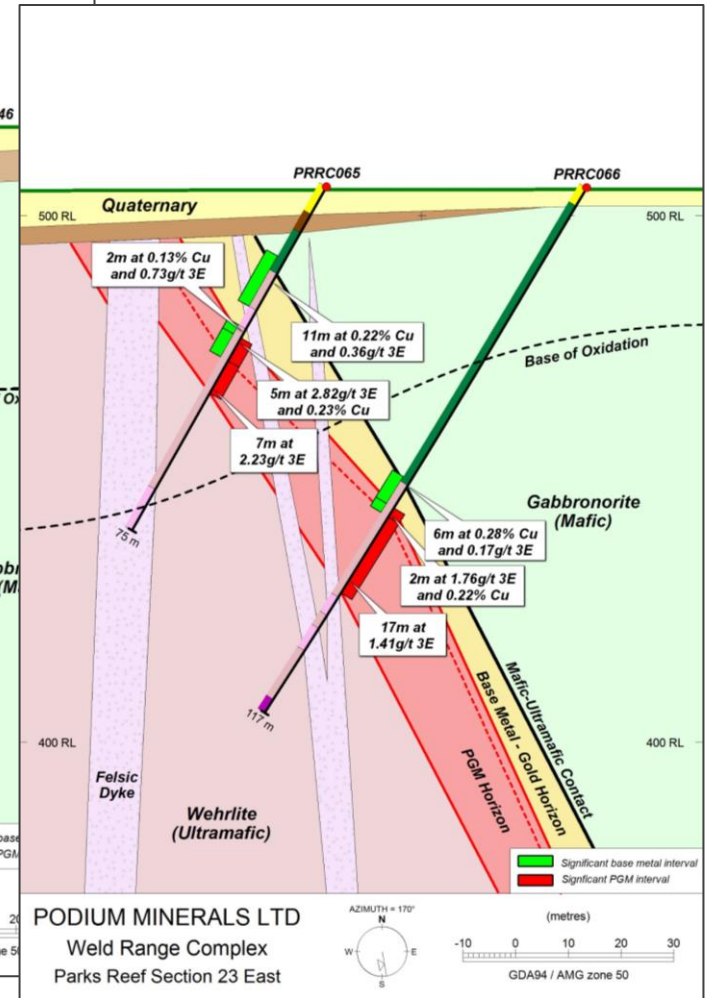 46
PRRC065
PRRC066
500 RL
Quaternary
500 RL
2m at 0.13% Cu
and 0.73g/t 3E
11m at 0.22% Cu
and 0.36g/t 3E
Base of Oxidation
5m at 2.82g/t 3E
and 0.23% Cu
7m at
2.23g/t 3E
Gabbronorite
(Mafic)
6m at 0.28% Cu
and 0.17g/t 3E
75 m
2m at 1.76g/t 3E
and 0.22% Cu
17m at
1.41g/t 3E
117 m
Mafic-Ultramafic Contact
Base Metal - Gold Horizon
PGM Horizon
400 RL
400 RL
Felsic
Dyke
Wehrlite
(Ultramafic)
Significant base metal interval
Signficant PGM interval
PODIUM MINERALS LTD
Weld Range Complex
Parks Reef Section 23 East
AZIMUTH = 170°
N
W
E
S
(metres)
-10 0 10 20 30
GDA94 / AMG zone 50